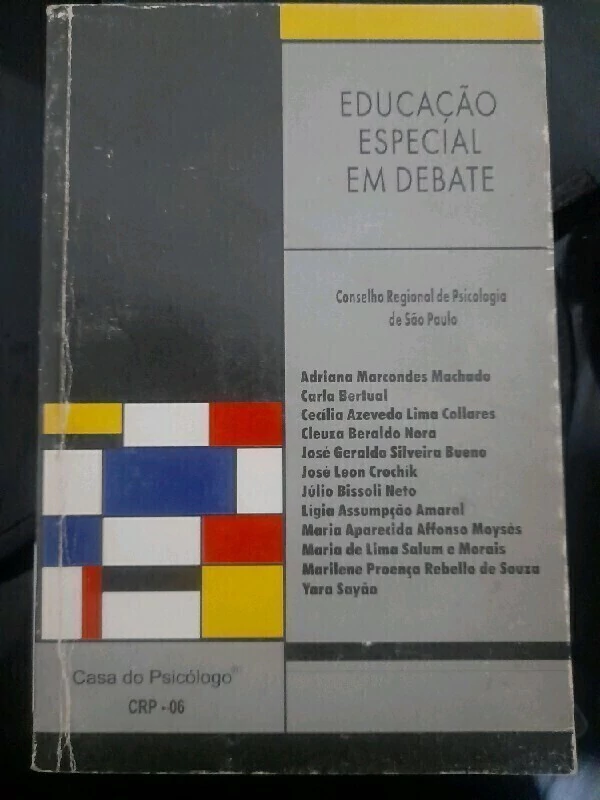 EDUCAÇÃO
ESPECIAL
EM DEBATE
Conselho Regional de Psicologia
de São Paulo
Adriana Marcondes Machado
Carla Bertual
Cecília Azevedo Lima Collares
Cleuza Beraldo Nora
José Geraldo Silveira Bueno
José Leon Crochik
Júlio Bissoli Neto
Lígia Assumpção Amaral
Maria Aparecida Affonso Moysés
Maria de Lima Salum e Morais
Marilene Proença Rebello de Souza
Yara Sayão
Casa do Psicólogo
CRP - 06